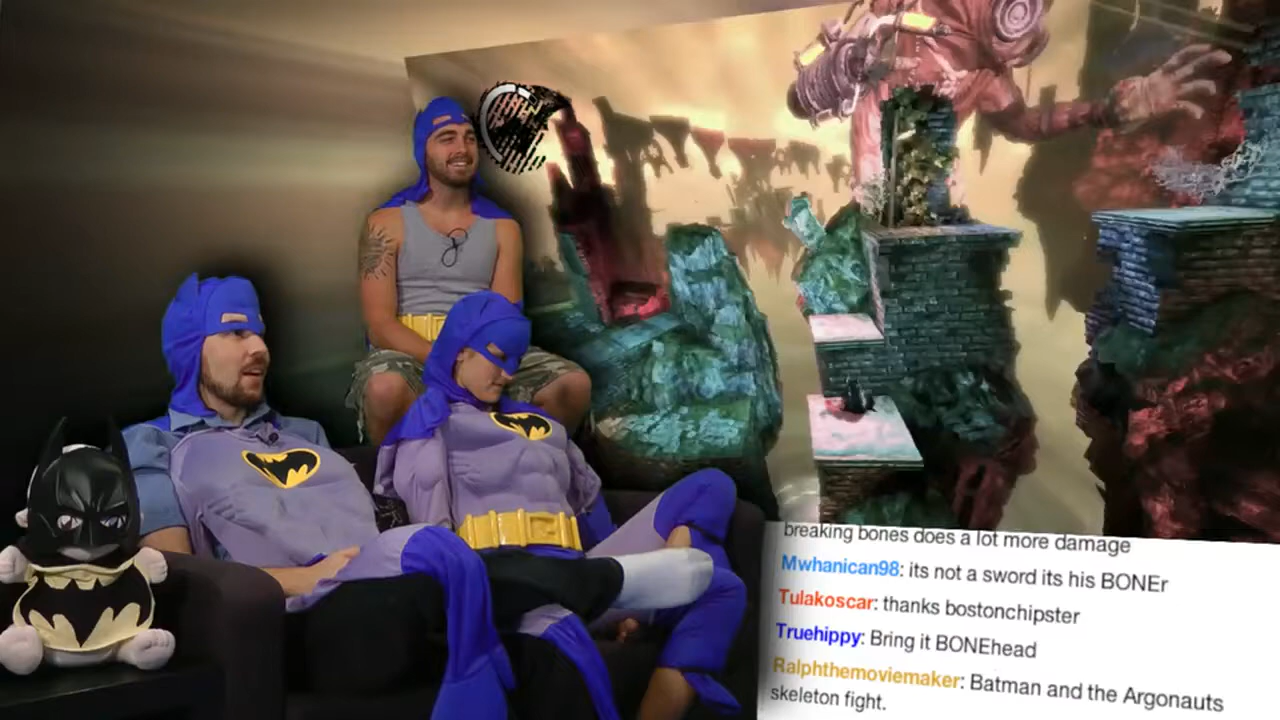 breaking bones does a lot more damage
Mwhanican98: its not a sword its his BONEr
Tulakoscar: thanks bostonchipster
Truehippy: Bring it BONEhead
Ralphthemoviemaker: Batman and the Argonauts
skeleton fight.